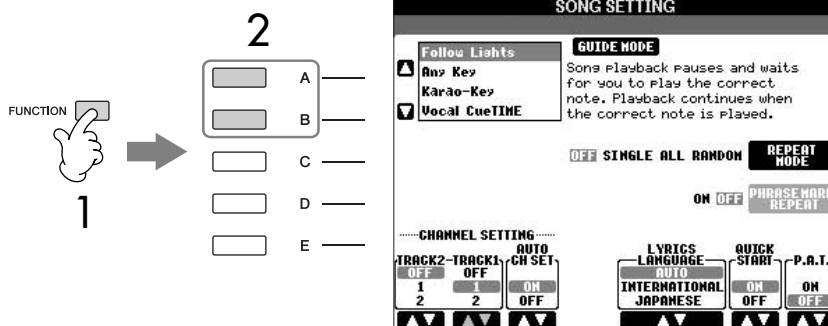 FUNCTION
1
2
A
B
C
D
E
SONG SETTING
Follow Lights
Any Key
Karao-Key
Vocal CueTIME
GUIDE MODE
Song Playback pauses and waits
for you to play the correct
note. Playback continues when
the correct note is played.
OFF SINGLE ALL RANDOM
REPEAT
MODE
ON OFF
PHRASE MARK
REPEAT
CHANNEL SETTING
TRACK2 TRACK1 AUTO CH SET
OFF OFF
1 1 ON
2 2 OFF
LYRICS LANGUAGE QUICK START P.A.T.
AUTO
INTERNATIONAL ON ON
JAPANESE OFF OFF